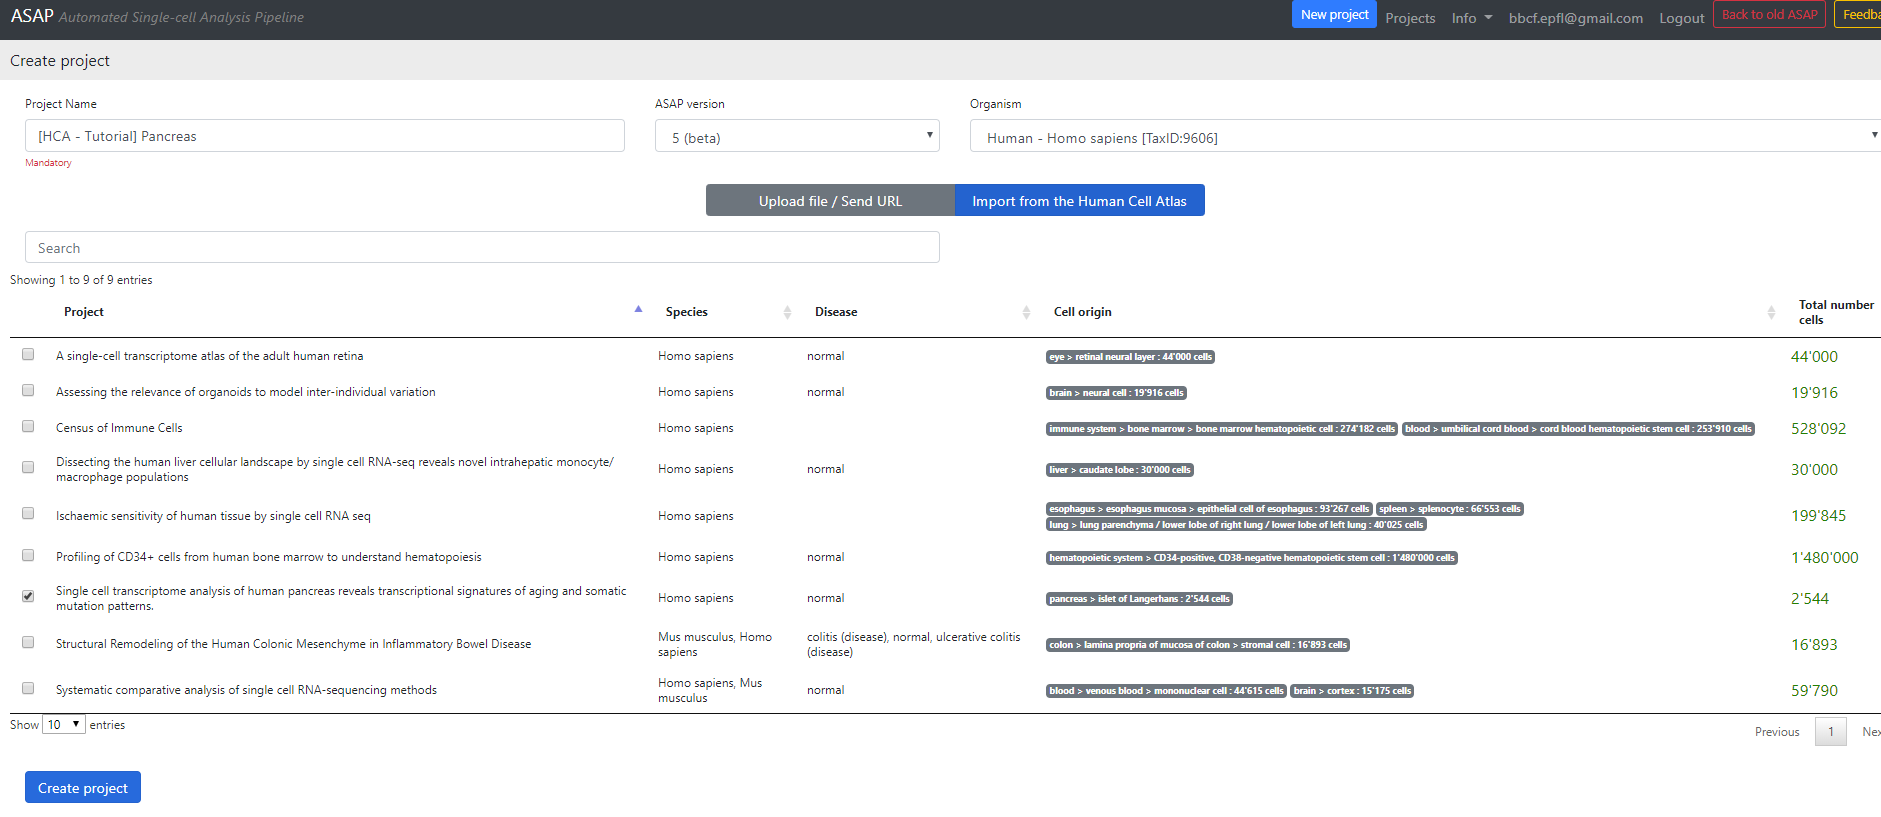 ASAP Automated Single-cell Analysis Pipeline
New project Projects Info bbcf.epfl@gmail.com Logout Back to old ASAP Feedba
Create project
Project Name ASAP version Organism
[HCA - Tutorial] Pancreas 5 (beta) Human - Homo sapiens [TaxID:9606]
Mandatory
Upload file / Send URL Import from the Human Cell Atlas
Search
Showing 1 to 9 of 9 entries
Project Species Disease Cell origin Total number cells
A single-cell transcriptome atlas of the adult human retina Homo sapiens normal eye > retinal neural layer : 44'000 cells 44'000
Assessing the relevance of organoids to model inter-individual variation Homo sapiens normal brain > neural cell : 19'916 cells 19'916
Census of Immune Cells Homo sapiens immune system > bone marrow > bone marrow hematopoietic cell : 274'182 cells blood > umbilical cord blood > cord blood hematopoietic stem cell : 253'910 cells 528'092
Dissecting the human liver cellular landscape by single cell RNA-seq reveals novel intrahepatic monocyte/
macrophage populations Homo sapiens normal liver > caudate lobe : 30'000 cells 30'000
Ischaemic sensitivity of human tissue by single cell RNA seq Homo sapiens esophagus > esophagus mucosa > epithelial cell of esophagus : 93'267 cells spleen > splenocyte : 66'553 cells
lung > lung parenchyma / lower lobe of right lung / lower lobe of left lung : 40'025 cells 199'845
Profiling of CD34+ cells from human bone marrow to understand hematopoiesis Homo sapiens normal hematopoietic system > CD34-positive, CD38-negative hematopoietic stem cell : 1'480'000 cells 1'480'000
Single cell transcriptome analysis of human pancreas reveals transcriptional signatures of aging and somatic
mutation patterns. Homo sapiens normal pancreas > islet of Langerhans : 2'544 cells 2'544
Structural Remodeling of the Human Colonic Mesenchyme in Inflammatory Bowel Disease Mus musculus, Homo sapiens colitis (disease), normal, ulcerative colitis (disease) colon > lamina propria of mucosa of colon > stromal cell : 16'893 cells 16'893
Systematic comparative analysis of single cell RNA-sequencing methods Homo sapiens, Mus musculus normal blood > venous blood > mononuclear cell : 44'615 cells brain > cortex : 15'175 cells 59'790
Show 10 entries
Previous 1 Nex
Create project